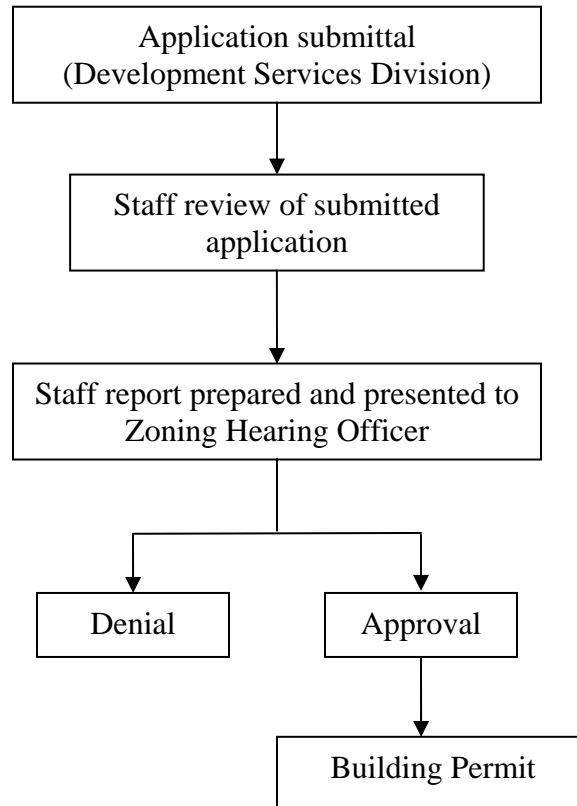 Application submittal
(Development Services Division)
Staff review of submitted
application
Staff report prepared and presented to
Zoning Hearing Officer
Denial
Approval
Building Permit